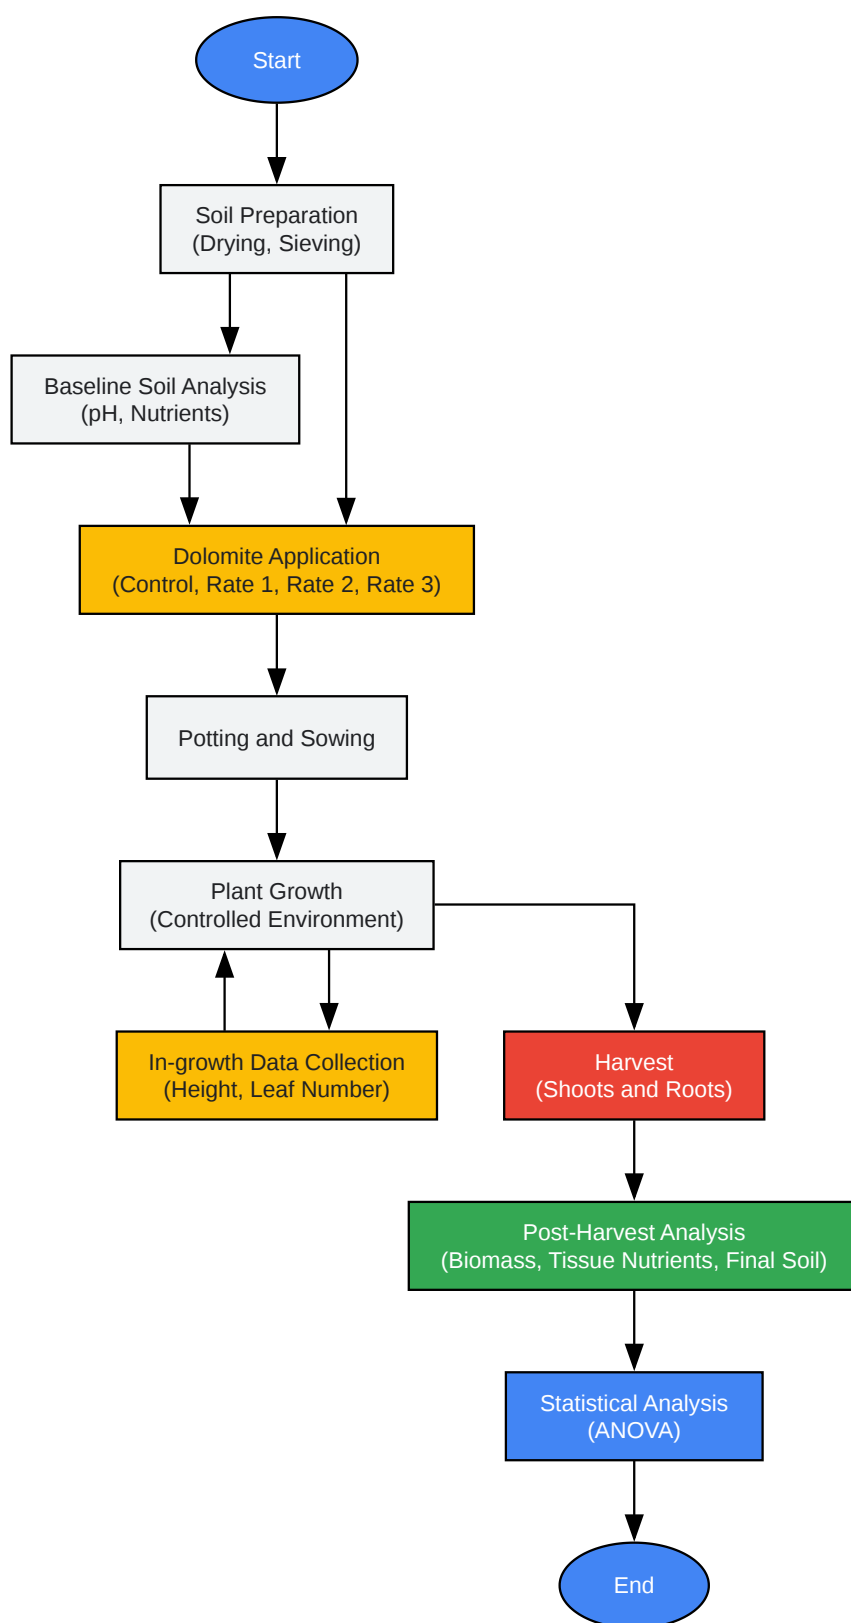 Start
Soil Preparation
(Drying, Sieving)
Baseline Soil Analysis
(pH, Nutrients)
Dolomite Application
(Control, Rate 1, Rate 2, Rate 3)
Potting and Sowing
Plant Growth
(Controlled Environment)
In-growth Data Collection
(Height, Leaf Number)
Harvest
(Shoots and Roots)
Post-Harvest Analysis
(Biomass, Tissue Nutrients, Final Soil)
Statistical Analysis
(ANOVA)
End